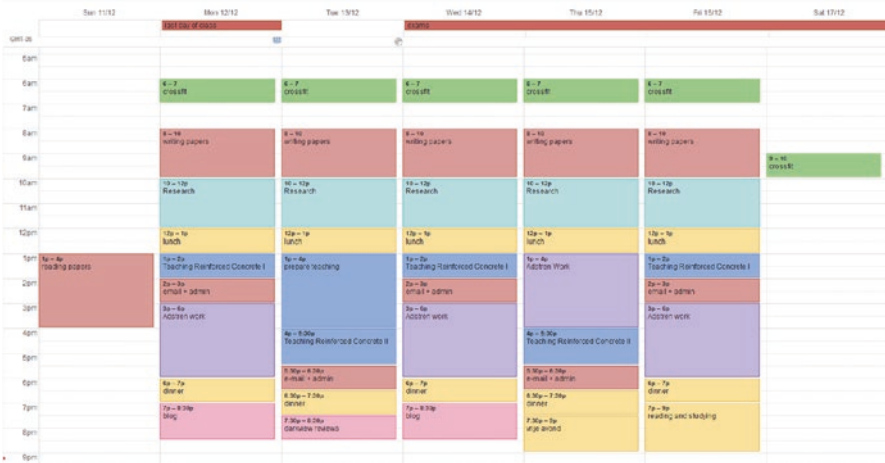 Sun 11/12
Mon 12/12
Tue 13/12
Wed 14/12
Thu 15/12
Fri 16/12
Sat 17/12
last day of class
exams
5am
6am
7am
8am
9am
10am
11am
12pm
1pm
2pm
3pm
4pm
5pm
6pm
7pm
8pm
9pm
1p – 4p
reading papers
6 – 7
crossfit
8 – 10
writing papers
10 – 12p
Research
12p – 1p
lunch
1p – 2p
Teaching Reinforced Concrete I
2p – 3p
email + admin
3p – 6p
Adstren work
6p – 7p
dinner
7p – 8:30p
blog
6 – 7
crossfit
8 – 10
writing papers
10 – 12p
Research
12p – 1p
lunch
1p – 4p
prepare teaching
4p – 5:30p
Teaching Reinforced Concrete II
5:30p – 6:30p
e-mail + admin
6:30p – 7:30p
dinner
7:30p – 8:30p
reviews
6 – 7
crossfit
8 – 10
writing papers
10 – 12p
Research
12p – 1p
lunch
1p – 2p
Teaching Reinforced Concrete I
2p – 3p
email + admin
3p – 6p
Adstren work
6p – 7p
dinner
7p – 8:30p
blog
6 – 7
crossfit
8 – 10
writing papers
10 – 12p
Research
12p – 1p
lunch
1p – 4p
Adstren Work
4p – 5:30p
Teaching Reinforced Concrete II
5:30p – 6:30p
e-mail + admin
6:30p – 7:30p
dinner
7:30p – 9p
vrije avond
6 – 7
crossfit
8 – 10
writing papers
10 – 12p
Research
12p – 1p
lunch
1p – 2p
Teaching Reinforced Concrete I
2p – 3p
email + admin
3p – 6p
Adstren work
6p – 7p
dinner
7p – 9p
reading and studying
9 – 10
crossfit